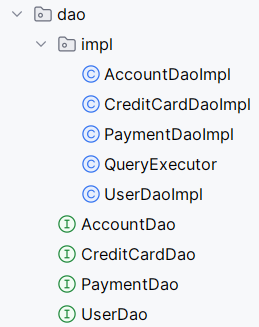 dao
impl
AccountDaoImpl
CreditCardDaoImpl
PaymentDaoImpl
QueryExecutor
UserDaoImpl
AccountDao
CreditCardDao
PaymentDao
UserDao